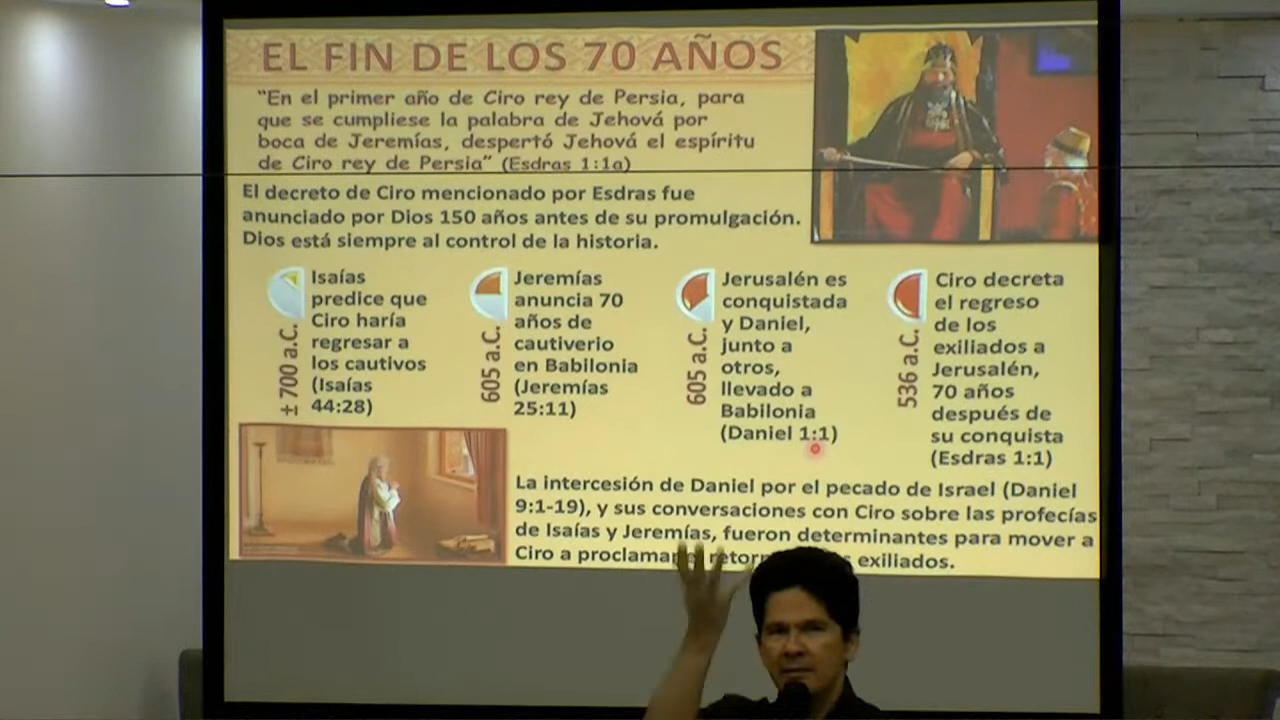 EL FIN DE LOS 70 AÑOS
“En el primer año de Ciro rey de Persia, para
que se cumpliese la palabra de Jehová por
boca de Jeremías, despertó Jehová el espíritu
de Ciro rey de Persia” (Esdras 1:1a)
El decreto de Ciro mencionado por Esdras fue
anunciado por Dios 150 años antes de su promulgación.
Dios está siempre al control de la historia.
± 700 a.C.
Isaías
predice que
Ciro haría
regresar a
los cautivos
(Isaías
44:28)
605 a.C.
Jeremías
anuncia 70
años de
cautiverio
en Babilonia
(Jeremías
25:11)
605 a.C.
Jerusalén es
conquistada
y Daniel,
junto a
otros,
llevado a
Babilonia
(Daniel 1:1)
536 a.C.
Ciro decreta
el regreso
de los
exiliados a
Jerusalén,
70 años
después de
su conquista
(Esdras 1:1)
La intercesión de Daniel por el pecado de Israel (Daniel
9:1-19), y sus conversaciones con Ciro sobre las profecías
de Isaías y Jeremías, fueron determinantes para mover a
Ciro a proclamar exiliados.